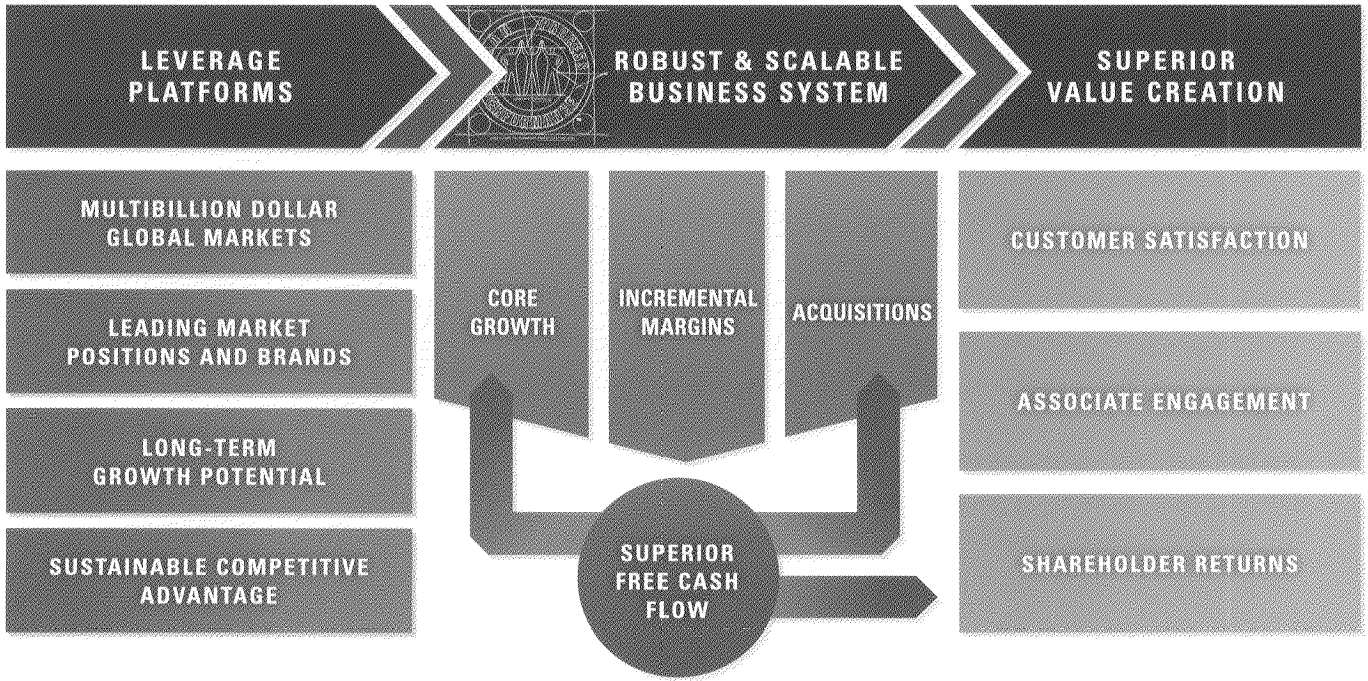 LEVERAGE
PLATFORMS
ROBUST & SCALABLE
BUSINESS SYSTEM
SUPERIOR
VALUE CREATION
MULTIBILLION DOLLAR
GLOBAL MARKETS
LEADING MARKET
POSITIONS AND BRANDS
LONG-TERM
GROWTH POTENTIAL
SUSTAINABLE COMPETITIVE
ADVANTAGE
CORE
GROWTH
INCREMENTAL
MARGINS
ACQUISITIONS
SUPERIOR
FREE CASH
FLOW
CUSTOMER SATISFACTION
ASSOCIATE ENGAGEMENT
SHAREHOLDER RETURNS